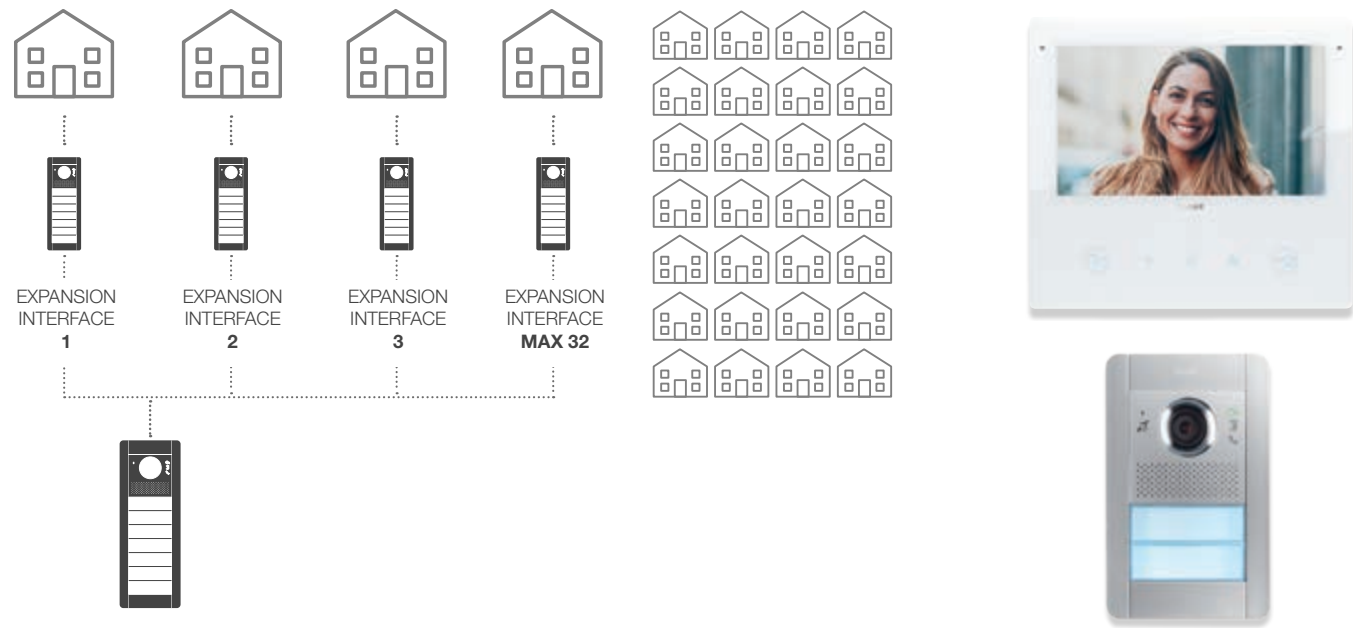 EXPANSION
INTERFACE
1
EXPANSION
INTERFACE
2
EXPANSION
INTERFACE
3
EXPANSION
INTERFACE
MAX 32